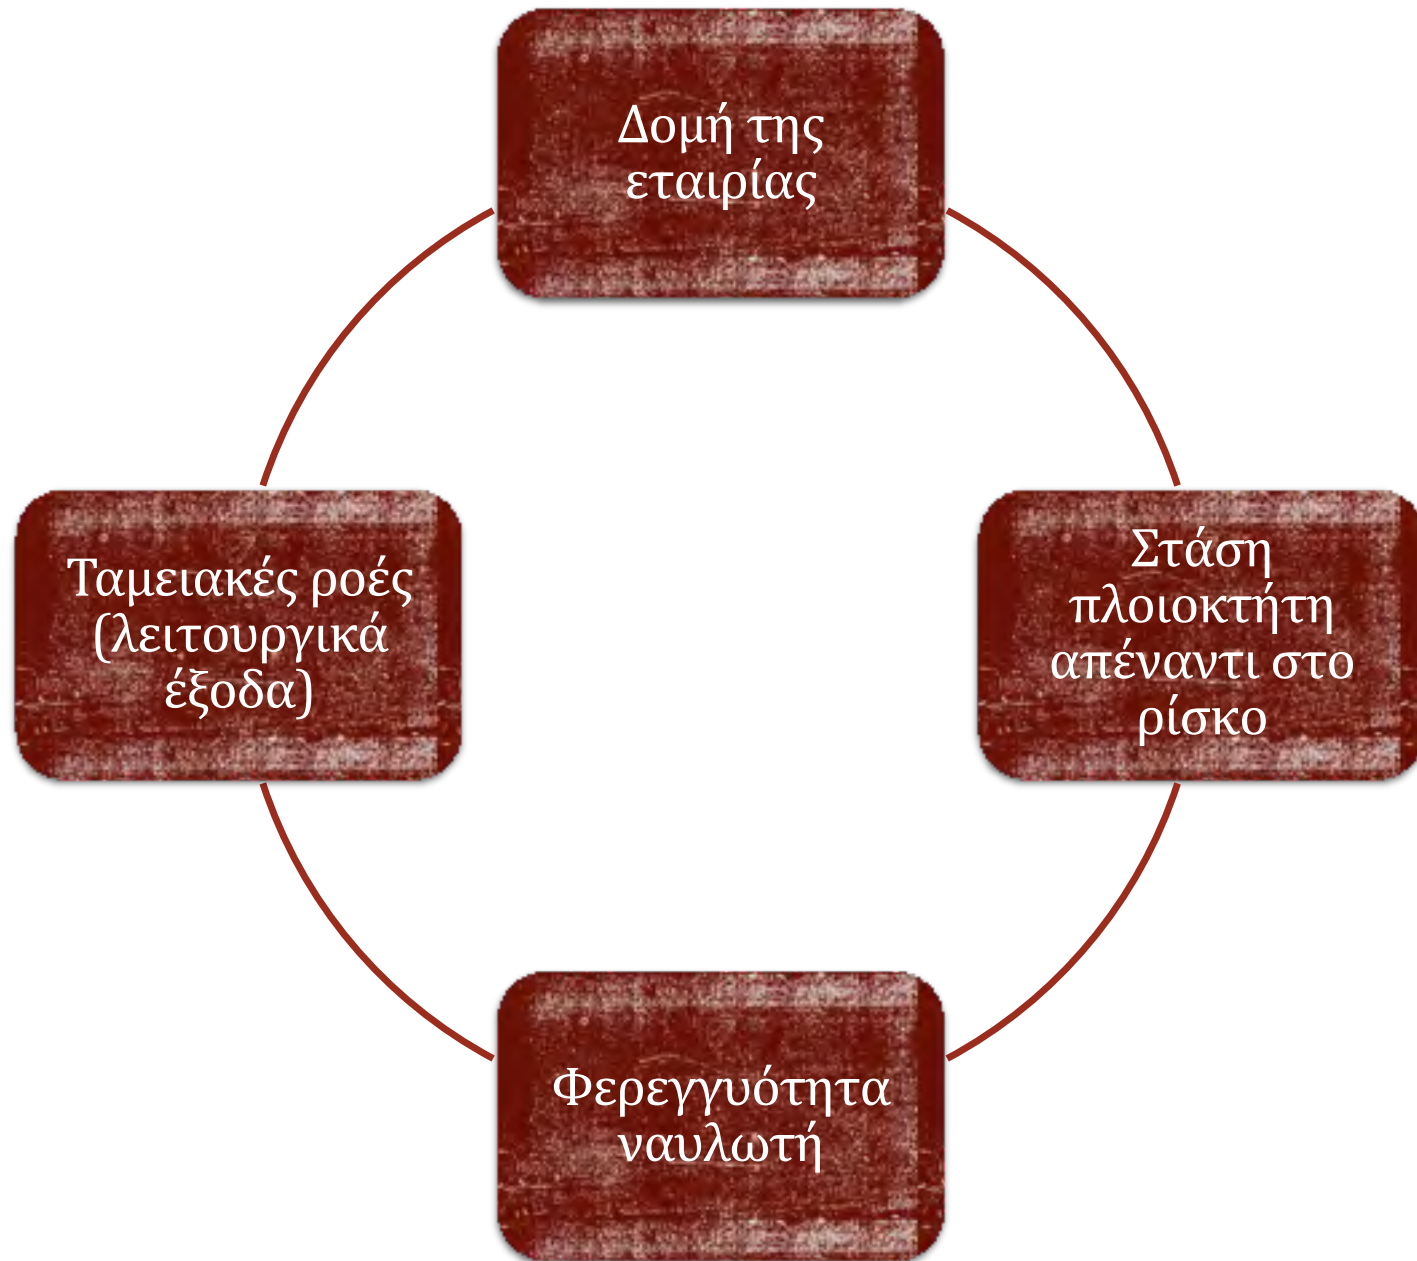 Δομή της
εταιρίας
Στάση
πλοιοκτήτη
απέναντι στο
ρίσκο
Φερεγγυότητα
ναυλωτή
Ταμειακές ροές
(λειτουργικά
έξοδα)